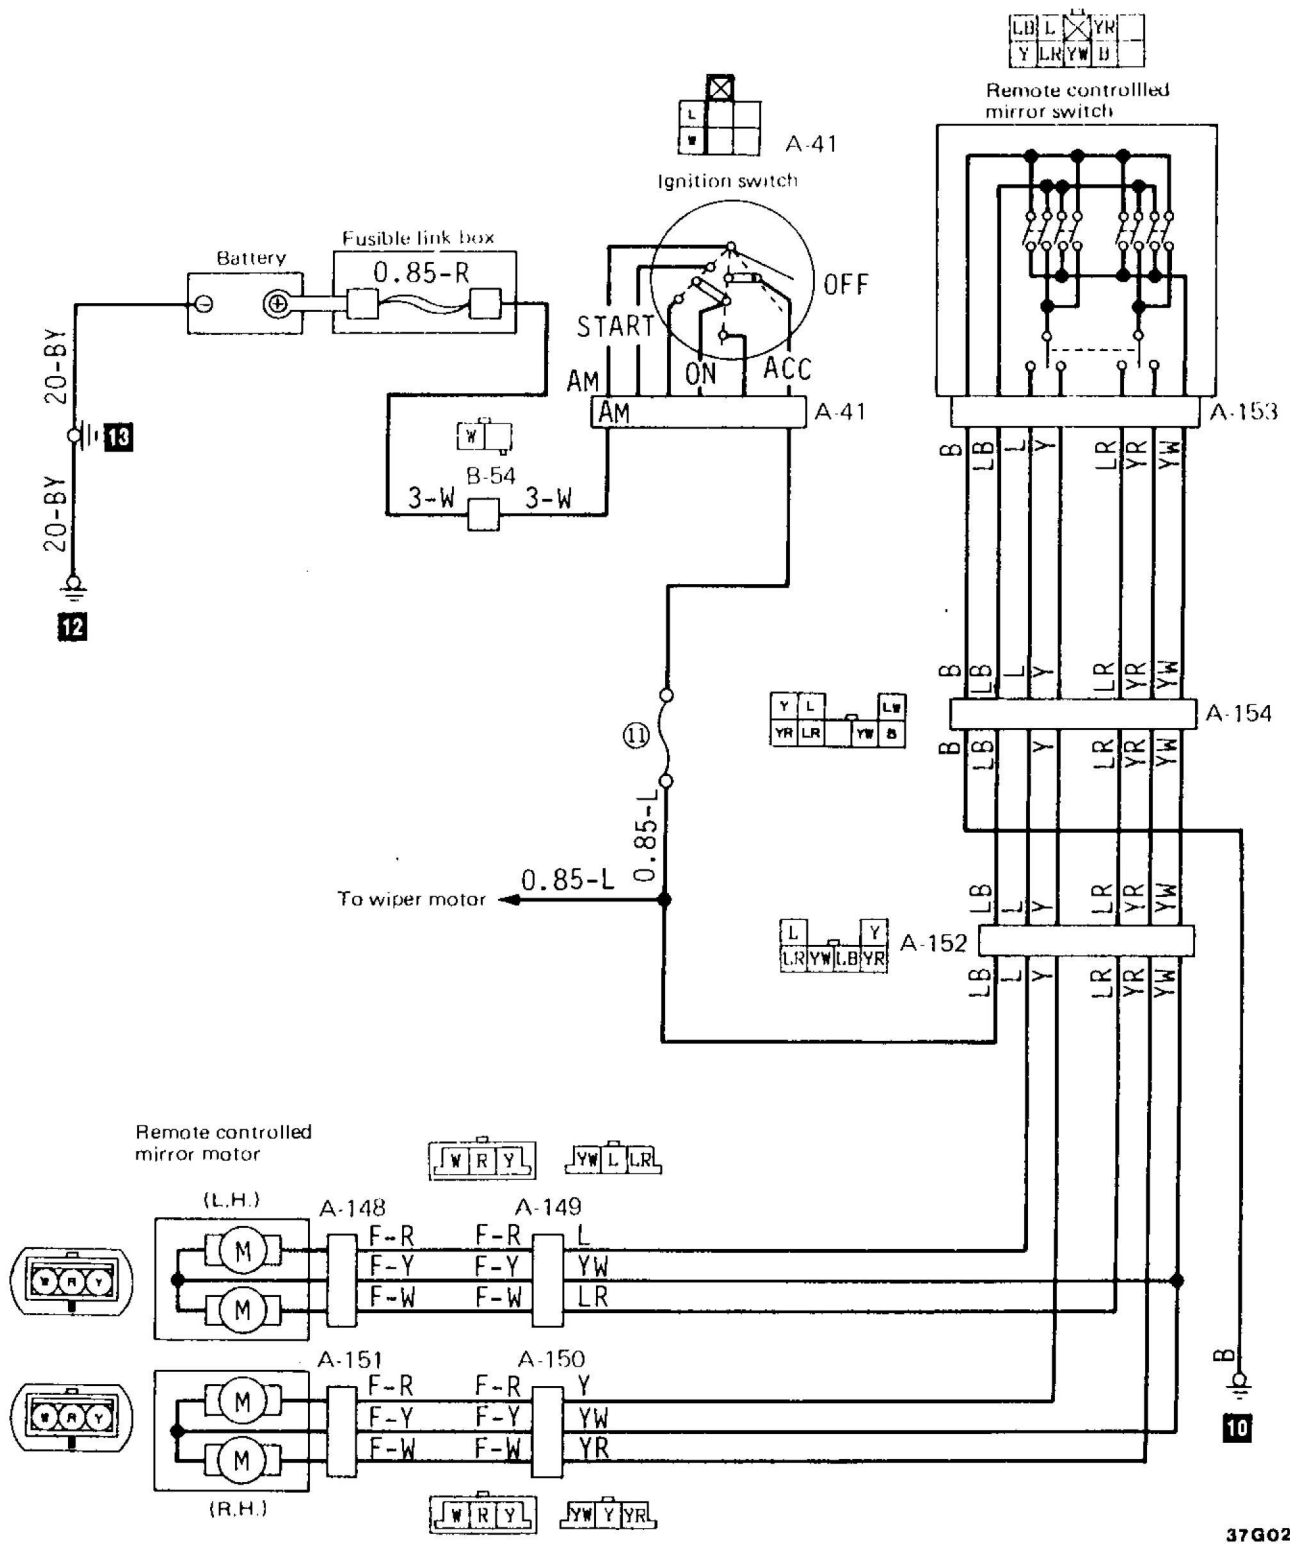 LB L YR
Y LR YW B
Remote controllled
mirror switch
L
W
A-41
Ignition switch
Fusible link box
Battery
0.85-R
OFF
START
ON
ACC
AM
AM
A-41
A-153
20-BY
13
W
B-54
3-W
3-W
20-BY
12
B
LB
L
Y
LR
YR
YW
B
LB
L
Y
LR
YR
YW
Y L LW
YR LR YW B
A-154
11
B
LB
L
Y
LR
YR
YW
0.85-L
0.85-L
To wiper motor
LB
L
Y
LR
YR
YW
L Y
LR YW LB YR
A-152
LB
L
Y
LR
YR
YW
Remote controlled
mirror motor
(L.H.)
W R Y
YW L LR
A-148
A-149
M
F-R F-R L
W R Y
F-Y F-Y YW
M
F-W F-W LR
A-151
A-150
B
M
F-R F-R Y
W R Y
F-Y F-Y YW
10
M
F-W F-W YR
(R.H.)
W R Y
YW Y YR
37G02